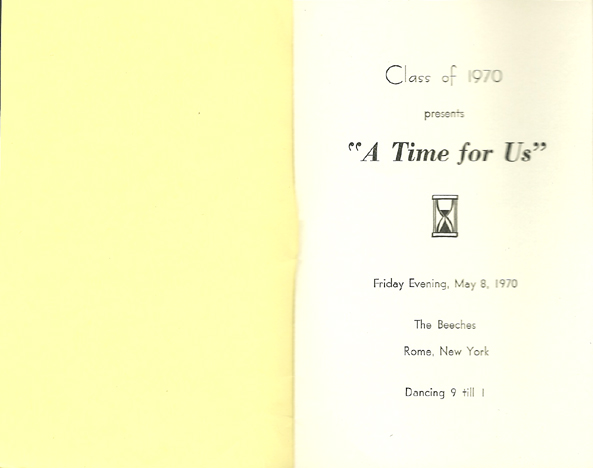 Class of 1970
presents
"A Time for Us"
Friday Evening, May 8, 1970
The Beeches
Rome, New York
Dancing 9 till 1